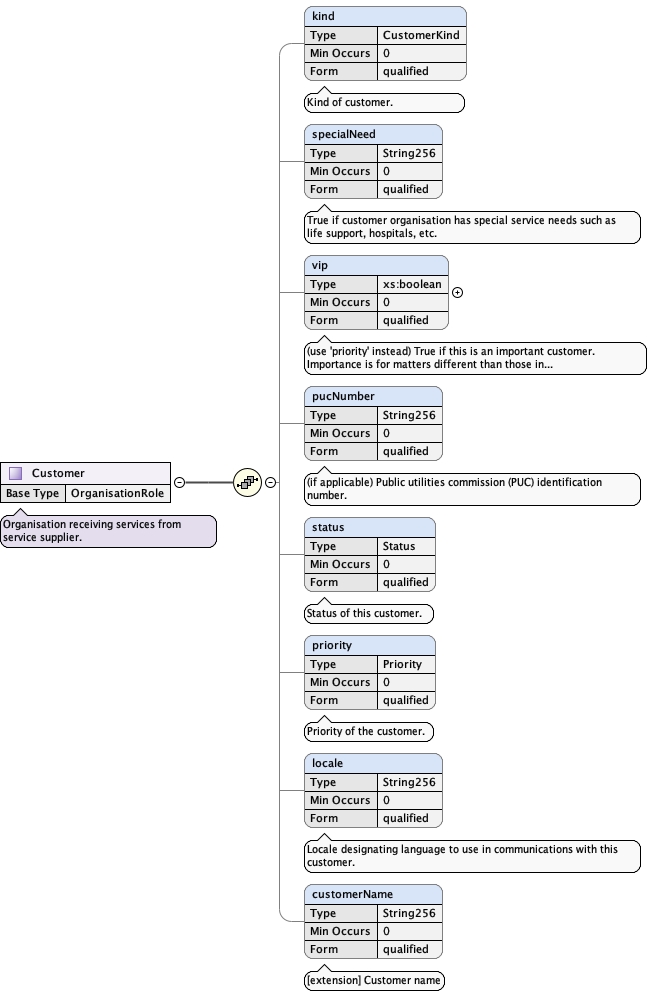 kind
Type CustomerKind
Min Occurs 0
Form qualified
Kind of customer.
specialNeed
Type String256
Min Occurs 0
Form qualified
True if customer organisation has special service needs such as
life support, hospitals, etc.
vip
Type xs:boolean
Min Occurs 0
Form qualified
(use 'priority' instead) True if this is an important customer.
Importance is for matters different than those in...
pucNumber
Type String256
Min Occurs 0
Form qualified
(if applicable) Public utilities commission (PUC) identification
number.
Customer
Base Type OrganisationRole
Organisation receiving services from
service supplier.
status
Type Status
Min Occurs 0
Form qualified
Status of this customer.
priority
Type Priority
Min Occurs 0
Form qualified
Priority of the customer.
locale
Type String256
Min Occurs 0
Form qualified
Locale designating language to use in communications with this
customer.
customerName
Type String256
Min Occurs 0
Form qualified
[extension] Customer name